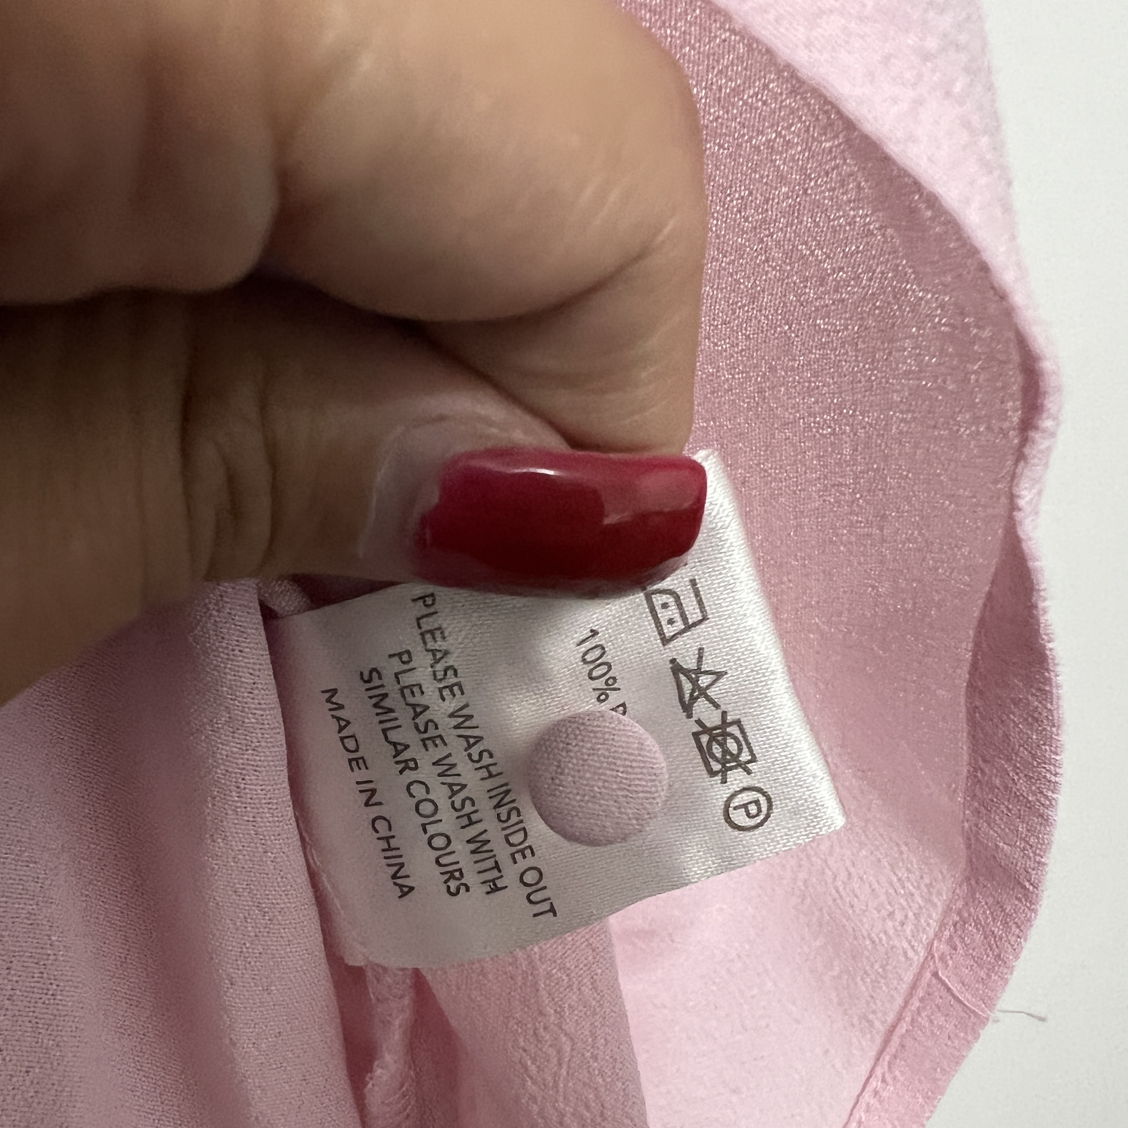 100%
PLEASE WASH INSIDE OUT
PLEASE WASH WITH
SIMILAR COLOURS
MADE IN CHINA
P